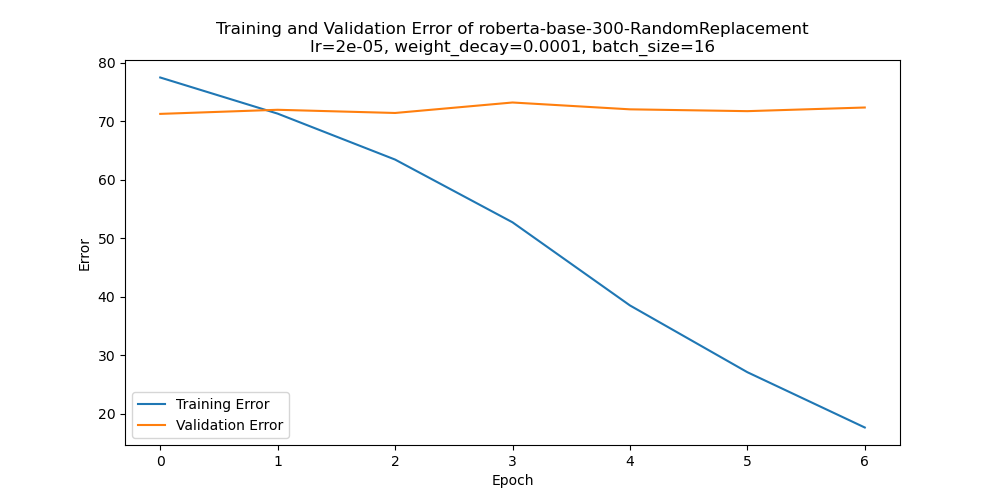 Training and Validation Error of roberta-base-300-RandomReplacement
lr=2e-05, weight_decay=0.0001, batch_size=16
80
70
60
50
40
30
20
Error
Training Error
Validation Error
0 1 2 3 4 5 6
Epoch